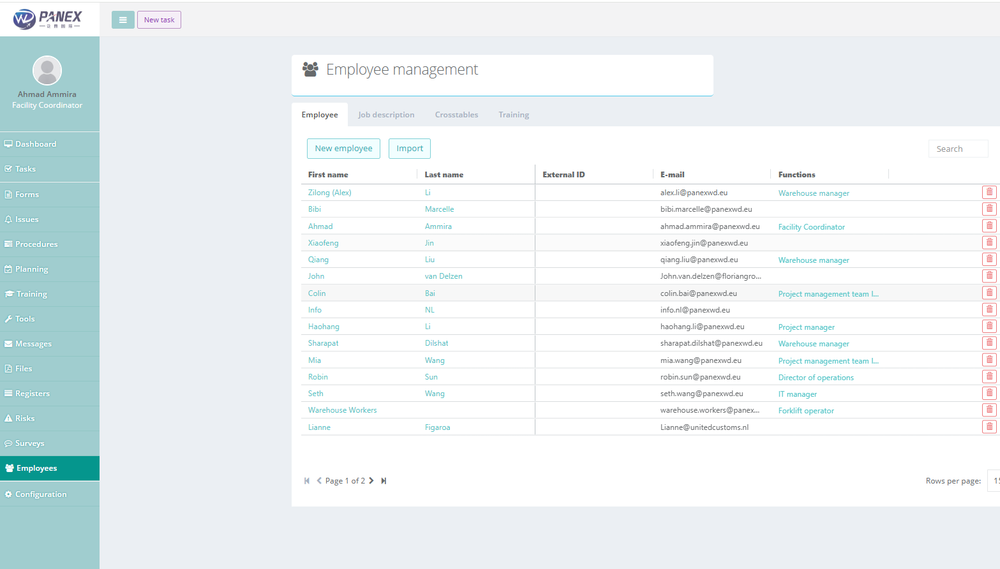 PANEX
泛韵国际
New task
Ahmad Ammira
Facility Coordinator
Dashboard
Tasks
Forms
Issues
Procedures
Planning
Training
Tools
Messages
Files
Registers
Risks
Surveys
Employees
Configuration
Employee management
Employee Job description Crosstables Training
New employee Import Search
First name Last name External ID E-mail Functions
Zilong (Alex) Li alex.li@panexwd.eu Warehouse manager
Bibi Marcelle bibi.marcelle@panexwd.eu
Ahmad Ammira ahmad.ammira@panexwd.eu Facility Coordinator
Xiaofeng Jin xiaofeng.jin@panexwd.eu
Qiang Liu qiang.liu@panexwd.eu Warehouse manager
John van Delzen John.van.delzen@floriangro...
Colin Bai colin.bai@panexwd.eu Project management team l...
Info NL info.nl@panexwd.eu
Haohang Li haohang.li@panexwd.eu Project manager
Sharapat Dilshat sharapat.dilshat@panexwd.eu Warehouse manager
Mia Wang mia.wang@panexwd.eu Project management team l...
Robin Sun robin.sun@panexwd.eu Director of operations
Seth Wang seth.wang@panexwd.eu IT manager
Warehouse Workers warehouse.workers@panex... Forklift operator
Lianne Figaroa Lianne@unitedcustoms.nl
Page 1 of 2 Rows per page: 15